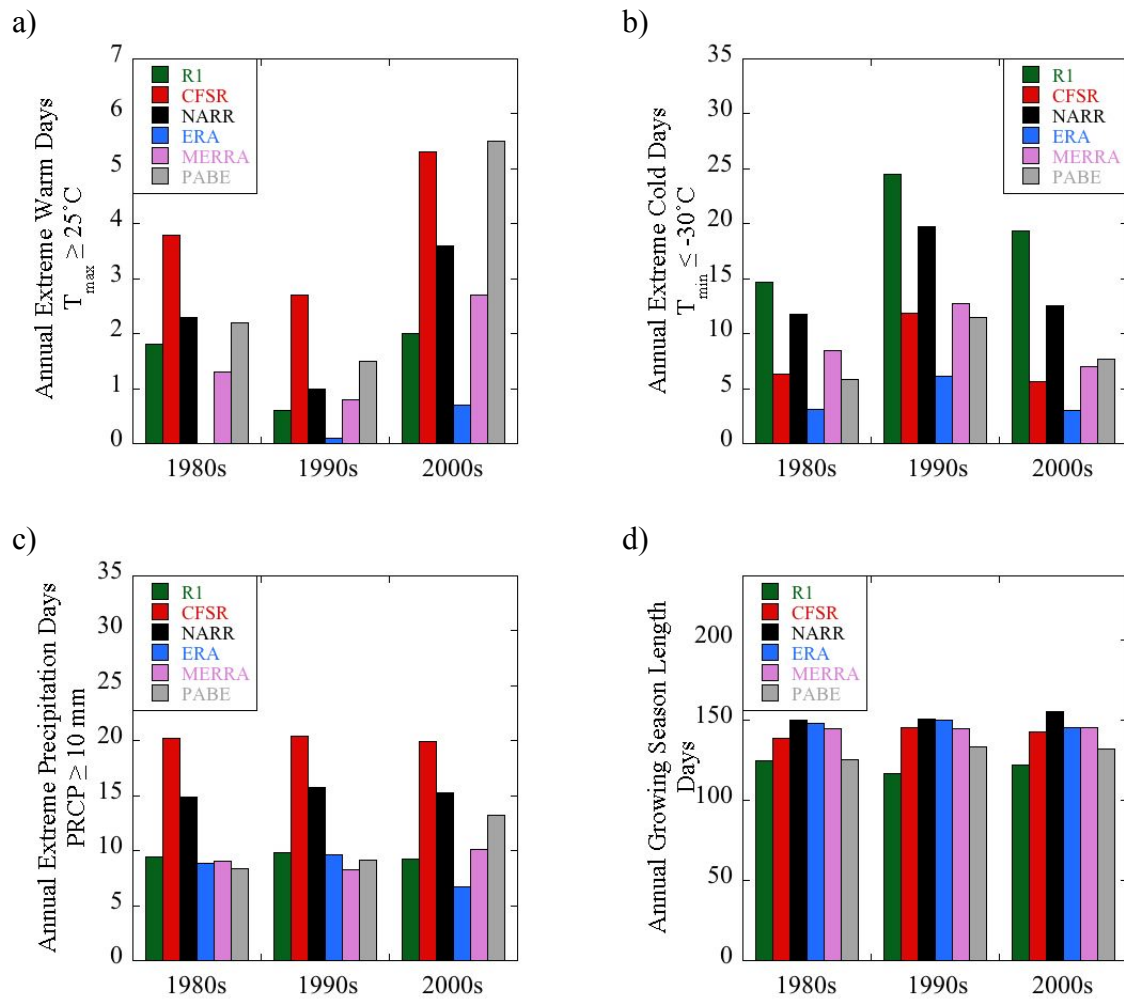 a)
Annual Extreme Warm Days
T_max ≥ 25˚C
7
6
5
4
3
2
1
0
R1
CFSR
NARR
ERA
MERRA
PABE
1980s 1990s 2000s
b)
Annual Extreme Cold Days
T_min ≤ -30˚C
35
30
25
20
15
10
5
0
R1
CFSR
NARR
ERA
MERRA
PABE
1980s 1990s 2000s
c)
Annual Extreme Precipitation Days
PRCP ≥ 10 mm
35
30
25
20
15
10
5
0
R1
CFSR
NARR
ERA
MERRA
PABE
1980s 1990s 2000s
d)
Annual Growing Season Length
Days
200
150
100
50
0
R1
CFSR
NARR
ERA
MERRA
PABE
1980s 1990s 2000s